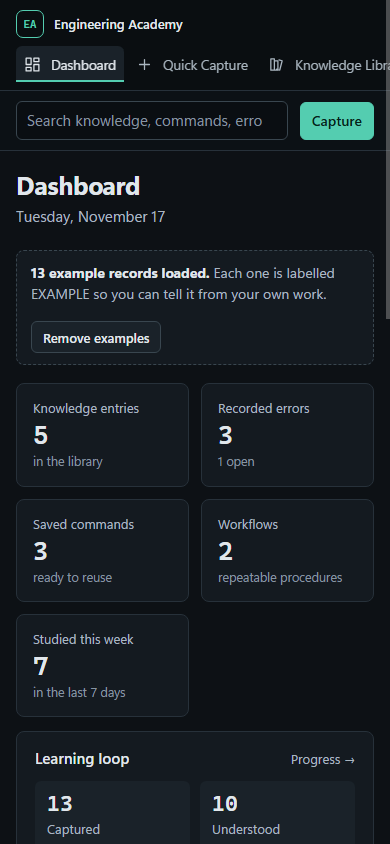 EA Engineering Academy
Dashboard Quick Capture Knowledge
Search knowledge, commands, erro Capture
Dashboard
Tuesday, November 17
13 example records loaded. Each one is labelled
EXAMPLE so you can tell it from your own work.
Remove examples
Knowledge entries
5
in the library
Recorded errors
3
1 open
Saved commands
3
ready to reuse
Workflows
2
repeatable procedures
Studied this week
7
in the last 7 days
Learning loop Progress →
13
Captured
10
Understood